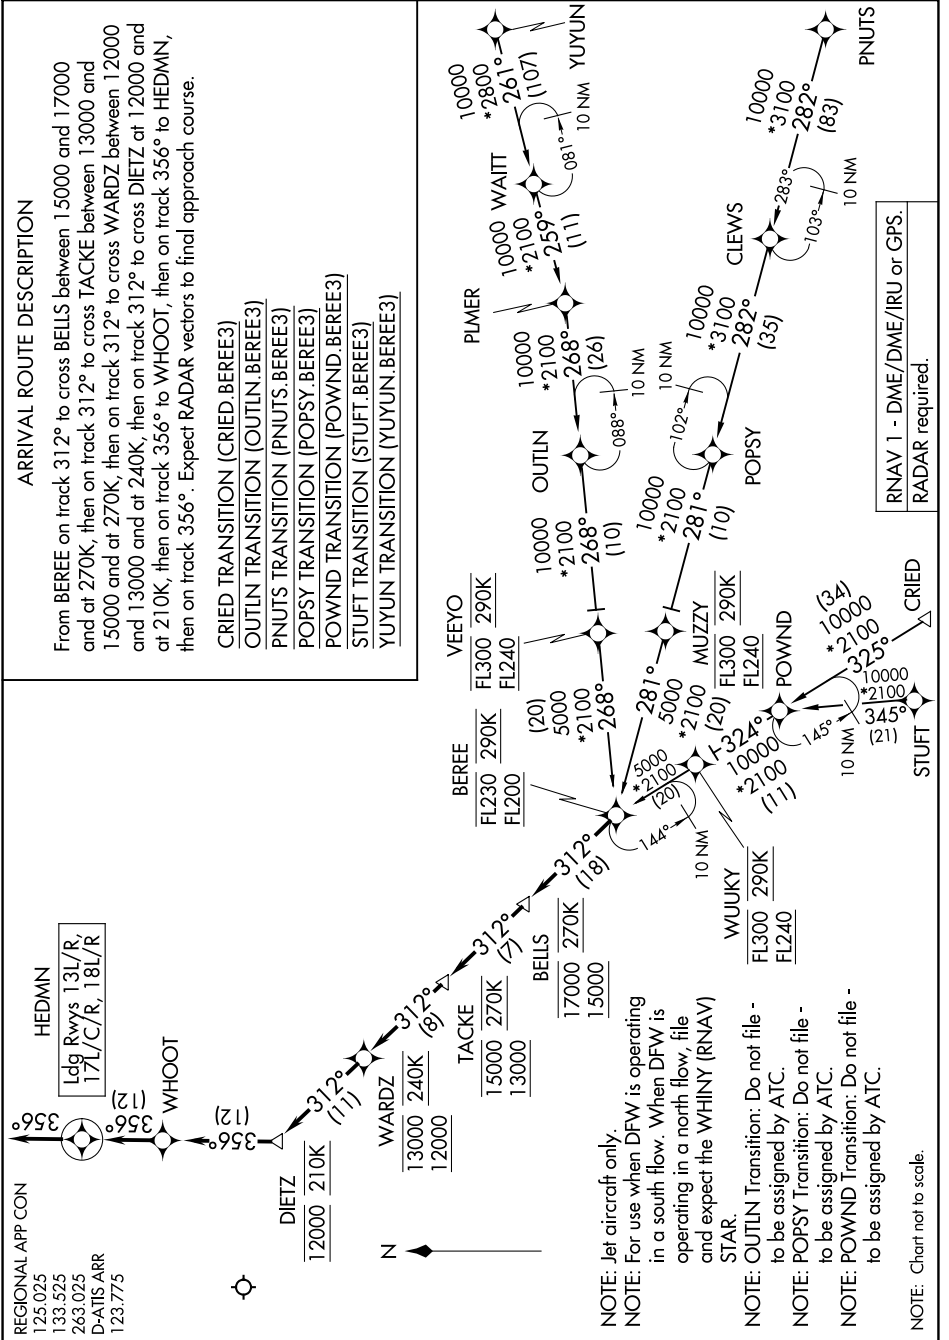 REGIONAL APP CON
125.025
133.525
263.025
D-ATIS ARR
123.775
ARRIVAL ROUTE DESCRIPTION
From BEREE on track 312° to cross BELLS between 15000 and 17000
and at 270K, then on track 312° to cross TACKE between 13000 and
15000 and at 270K, then on track 312° to cross WARDZ between 12000
and 13000 and at 240K, then on track 312° to cross DIETZ at 12000 and
at 210K, then on track 356° to WHOOT, then on track 356° to HEDMN,
then on track 356°. Expect RADAR vectors to final approach course.
CRIED TRANSITION (CRIED.BEREE3)
OUTLN TRANSITION (OUTLN.BEREE3)
PNUTS TRANSITION (PNUTS.BEREE3)
POPSY TRANSITION (POPSY.BEREE3)
POWND TRANSITION (POWND.BEREE3)
STUFT TRANSITION (STUFT.BEREE3)
YUYUN TRANSITION (YUYUN.BEREE3)
356°
HEDMN
Ldg Rwys 13L/R,
17L/C/R, 18L/R
356°
(12)
WHOOT
356°
(12)
DIETZ
12000 210K
312°
(11)
WARDZ
13000 240K
12000
312°
(8)
TACKE
15000 270K
13000
312°
(7)
BELLS
17000 270K
15000
312°
(18)
BEREE
FL230 290K
FL200
144°
10 NM
VEEYO
FL300 290K
FL240
(20)
5000
*2100
268°
10000
*2100
268°
(10)
OUTLN
088°
10 NM
10000
*2100
268°
(26)
PLMER
10000
*2100
259°
(11)
WAITT
081°
10 NM
10000
*2800
261°
(107)
YUYUN
281°
5000
*2100
(20)
MUZZY
FL300 290K
FL240
10000
*2100
281°
(10)
POPSY
102°
10 NM
10000
*3100
282°
(35)
CLEWS
283°
103°
10 NM
10000
*3100
282°
(83)
PNUTS
5000
*2100
(20)
WUUKY
FL300 290K
FL240
324°
10000
*2100
(11)
POWND
145°
10 NM
(34)
10000
*2100
325°
CRIED
10000
*2100
345°
(21)
STUFT
N
NOTE: Jet aircraft only.
NOTE: For use when DFW is operating
in a south flow. When DFW is
operating in a north flow, file
and expect the WHINY (RNAV)
STAR.
NOTE: OUTLN Transition: Do not file -
to be assigned by ATC.
NOTE: POPSY Transition: Do not file -
to be assigned by ATC.
NOTE: POWND Transition: Do not file -
to be assigned by ATC.
NOTE: Chart not to scale.
RNAV 1 - DME/DME/IRU or GPS.
RADAR required.